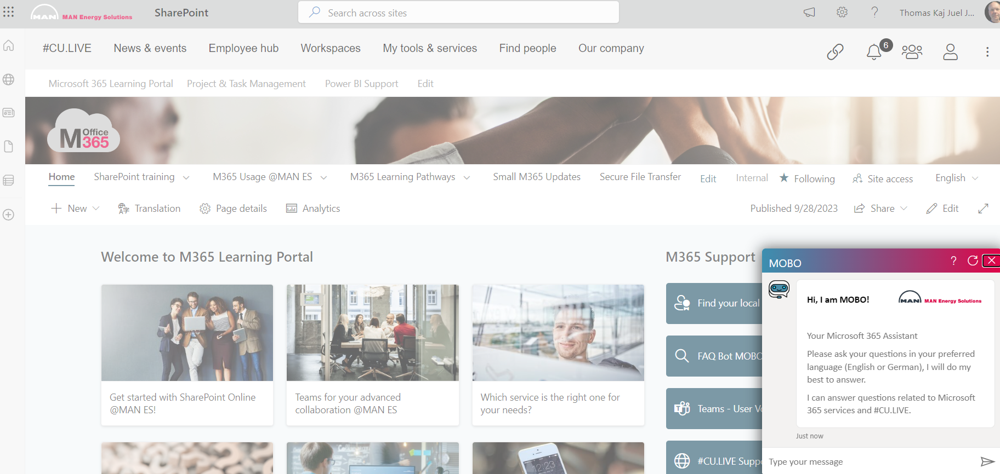 MAN MAN Energy Solutions
SharePoint
Search across sites
Thomas Kaj Juel J...
#CU.LIVE
News & events
Employee hub
Workspaces
My tools & services
Find people
Our company
6
Microsoft 365 Learning Portal
Project & Task Management
Power BI Support
Edit
M Office 365
Home
SharePoint training
M365 Usage @MAN ES
M365 Learning Pathways
Small M365 Updates
Secure File Transfer
Edit
Internal
Following
Site access
English
New
Translation
Page details
Analytics
Published 9/28/2023
Share
Edit
Welcome to M365 Learning Portal
Get started with SharePoint Online
@MAN ES!
Teams for your advanced
collaboration @MAN ES
Which service is the right one for
your needs?
12:23
M365 Support
Find your local
FAQ Bot MOBO
Teams - User Vo
#CU.LIVE Suppo
MOBO
?
Hi, I am MOBO!
MAN MAN Energy Solutions
Your Microsoft 365 Assistant
Please ask your questions in your preferred
language (English or German), I will do my
best to answer.
I can answer questions related to Microsoft
365 services and #CU.LIVE.
Just now
Type your message